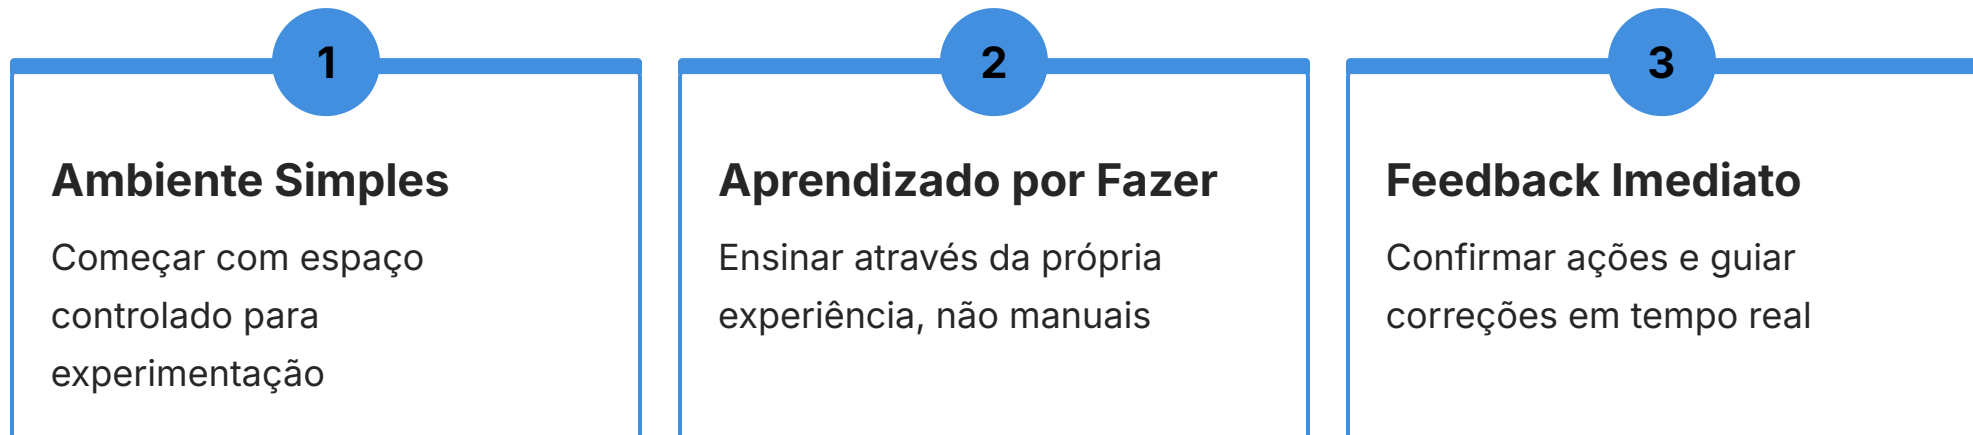 1
Ambiente Simples
Começar com espaço
controlado para
experimentação
2
Aprendizado por Fazer
Ensinar através da própria
experiência, não manuais
3
Feedback Imediato
Confirmar ações e guiar
correções em tempo real